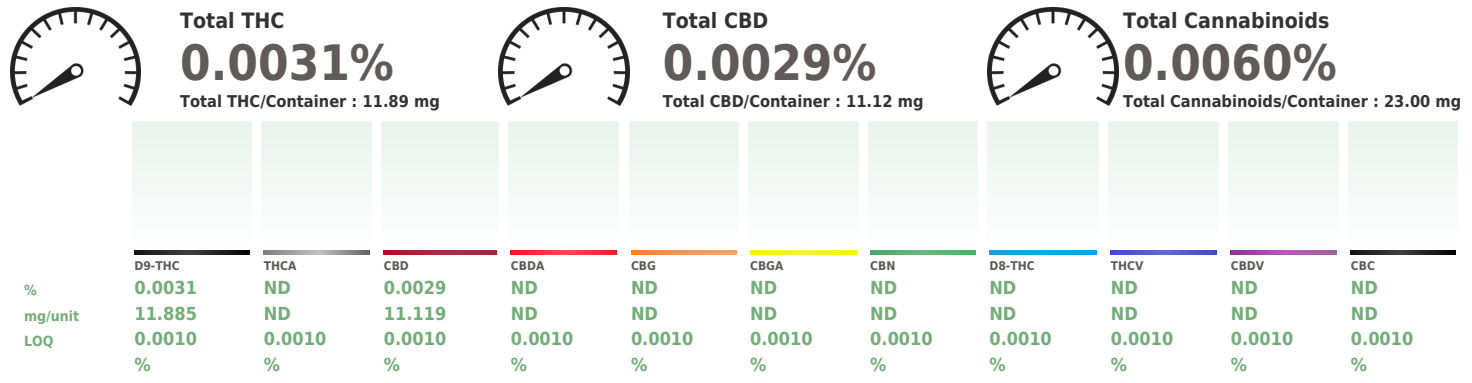 Total THC
0.0031%
Total THC/Container : 11.89 mg
Total CBD
0.0029%
Total CBD/Container : 11.12 mg
Total Cannabinoids
0.0060%
Total Cannabinoids/Container : 23.00 mg
D9-THC THCA CBD CBDA CBG CBGA CBN D8-THC THCV CBDV CBC
% 0.0031 ND 0.0029 ND ND ND ND ND ND ND ND
mg/unit 11.885 ND 11.119 ND ND ND ND ND ND ND ND
LOQ 0.0010 0.0010 0.0010 0.0010 0.0010 0.0010 0.0010 0.0010 0.0010 0.0010 0.0010
% % % % % % % % % % %